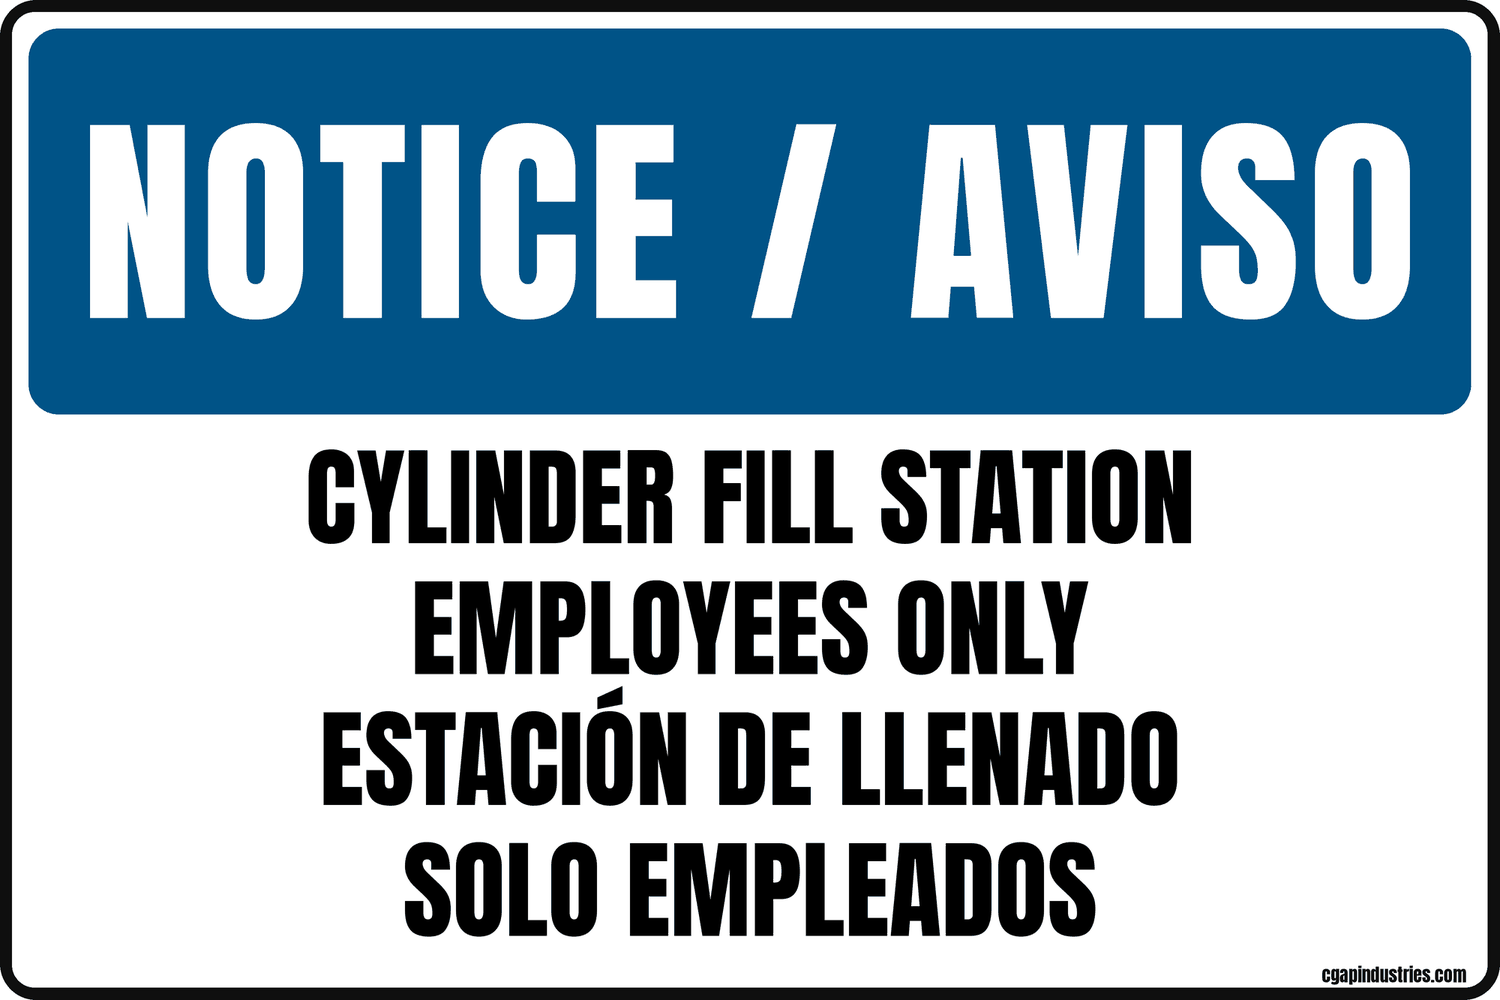 NOTICE / AVISO
CYLINDER FILL STATION
EMPLOYEES ONLY
ESTACIÓN DE LLENADO
SOLO EMPLEADOS
cgapindustries.com